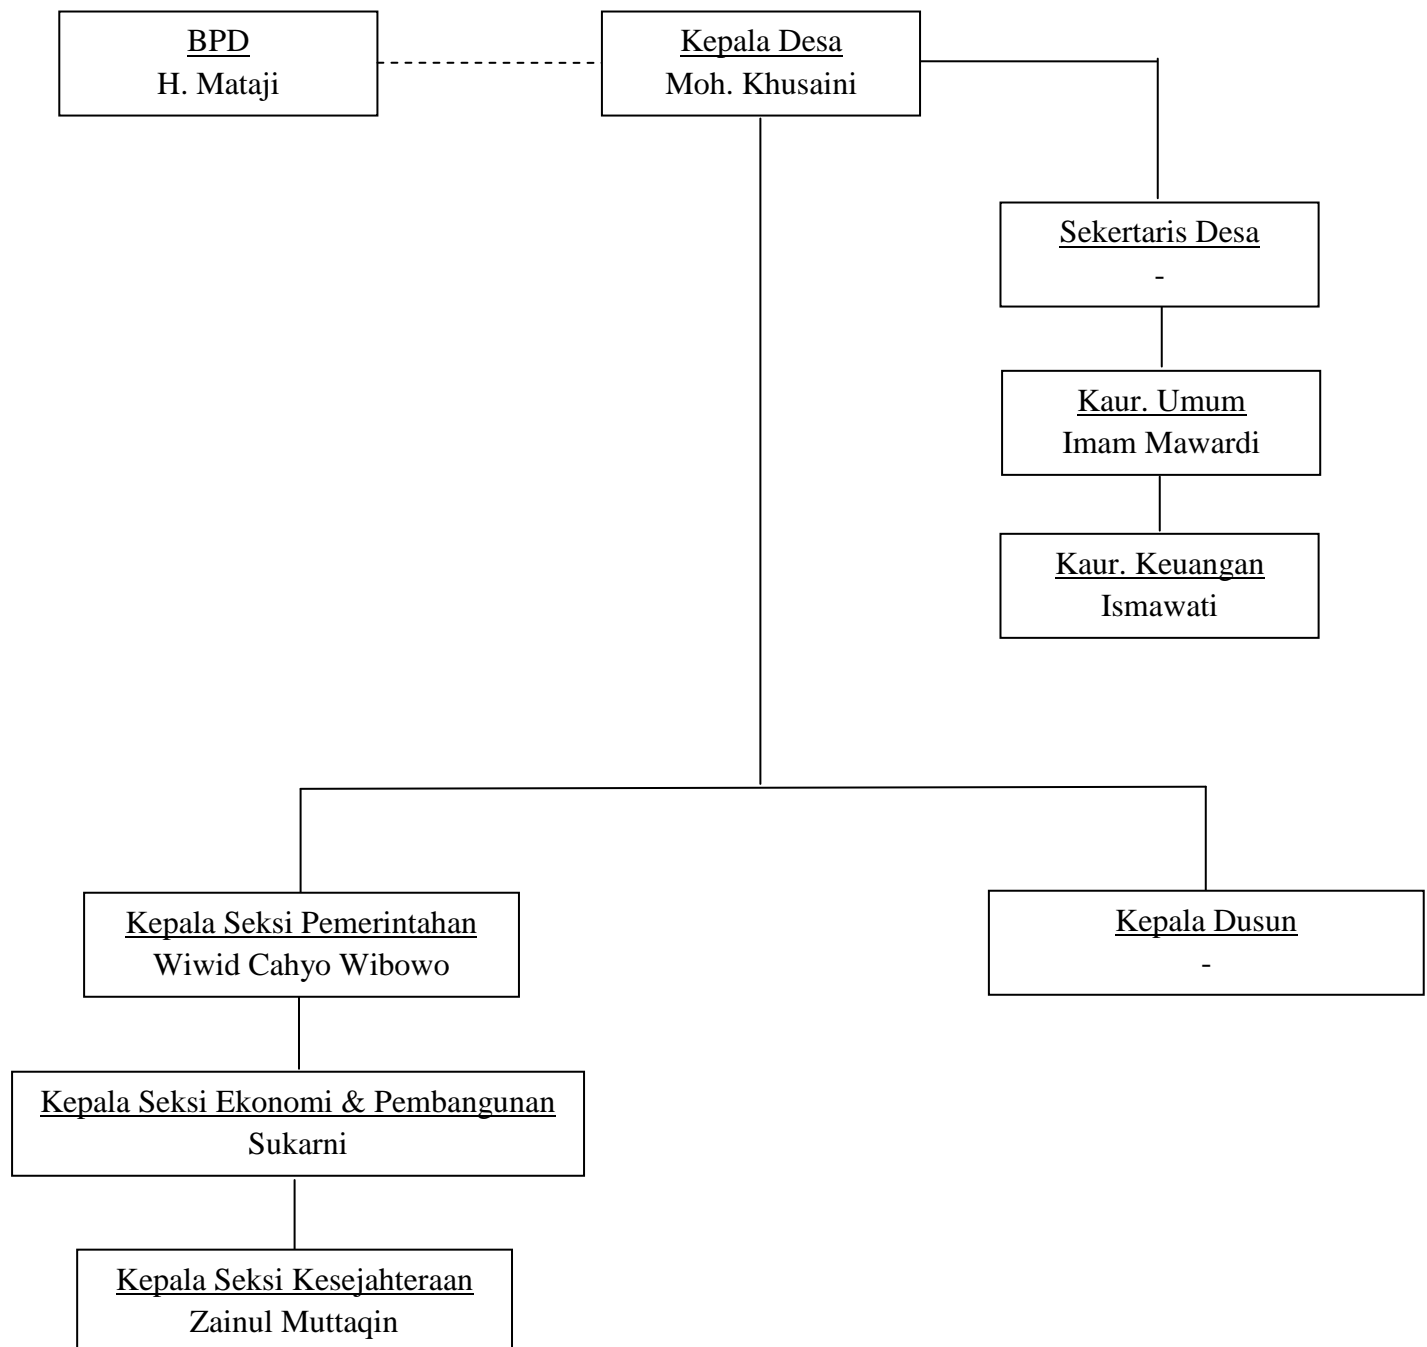 BPD
H. Mataji
Kepala Desa
Moh. Khusaini
Sekertaris Desa
-
Kaur. Umum
Imam Mawardi
Kaur. Keuangan
Ismawati
Kepala Seksi Pemerintahan
Wiwid Cahyo Wibowo
Kepala Dusun
-
Kepala Seksi Ekonomi & Pembangunan
Sukarni
Kepala Seksi Kesejahteraan
Zainul Muttaqin